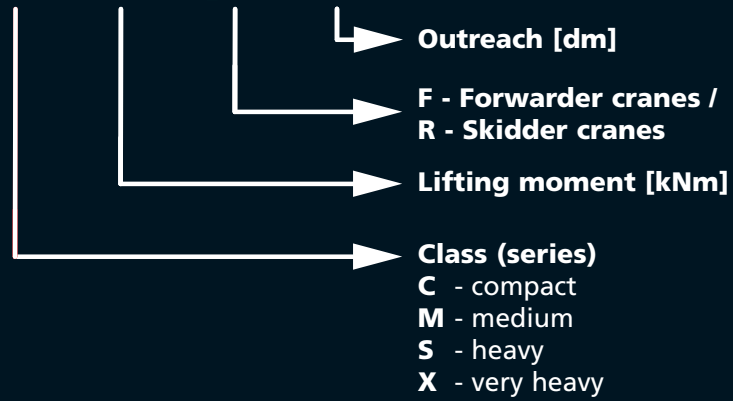 Outreach [dm]
F - Forwarder cranes /
R - Skidder cranes
Lifting moment [kNm]
Class (series)
C - compact
M - medium
S - heavy
X - very heavy